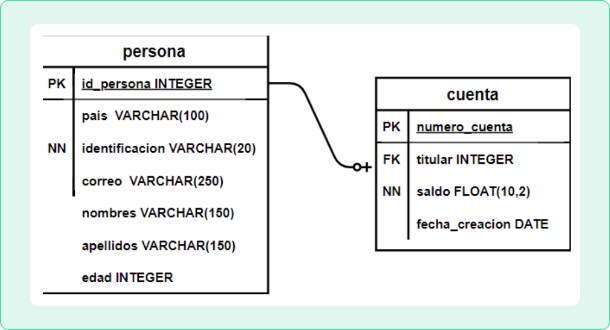 persona
PK id_persona INTEGER
pais VARCHAR(100)
NN identificacion VARCHAR(20)
correo VARCHAR(250)
nombres VARCHAR(150)
apellidos VARCHAR(150)
edad INTEGER
cuenta
PK numero_cuenta
FK titular INTEGER
NN saldo FLOAT(10,2)
fecha_creacion DATE